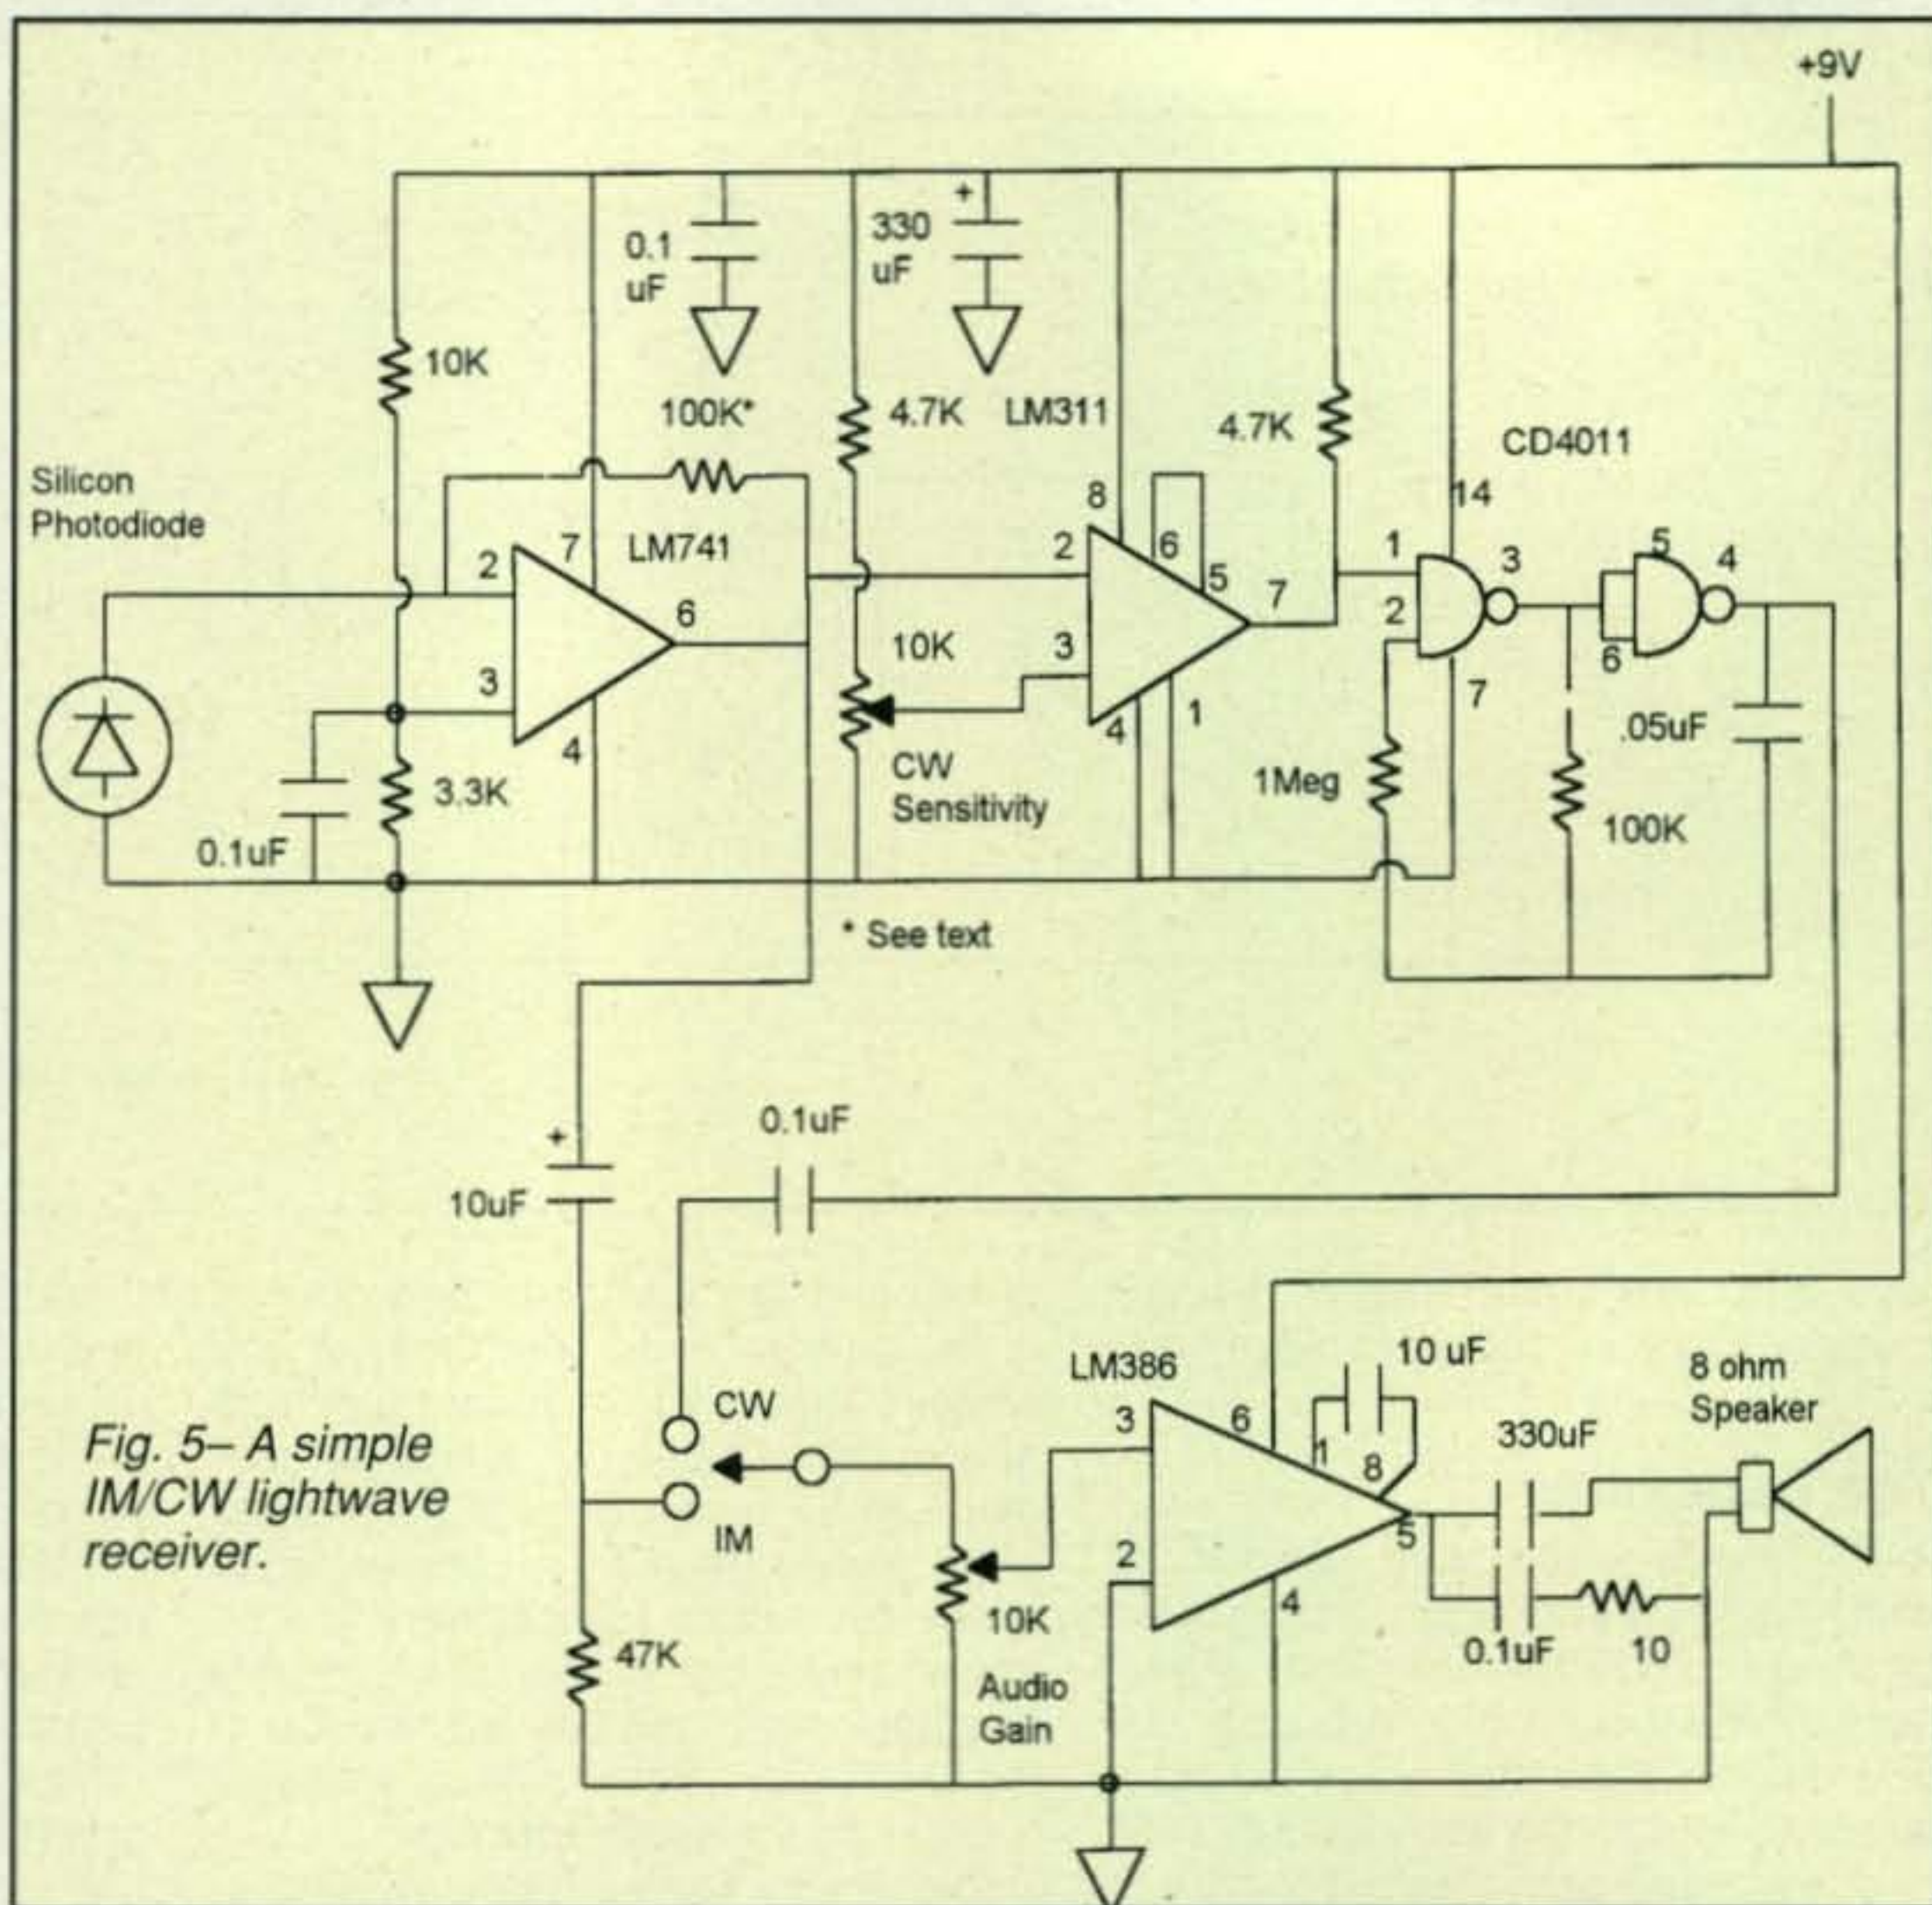 +9V
0.1
uF
330
uF
+
10K
100K*
4.7K
LM311
4.7K
CD4011
Silicon
Photodiode
LM741
2
7
6
3
4
8
2
6
5
7
3
4
1
14
1
3
2
7
5
4
6
10K
CW
Sensitivity
3.3K
0.1uF
1Meg
100K
.05uF
* See text
+
10uF
0.1uF
CW
IM
47K
10K
Audio
Gain
LM386
3
6
1
8
2
4
5
10 uF
330uF
0.1uF
10
8 ohm
Speaker
Fig. 5– A simple
IM/CW lightwave
receiver.